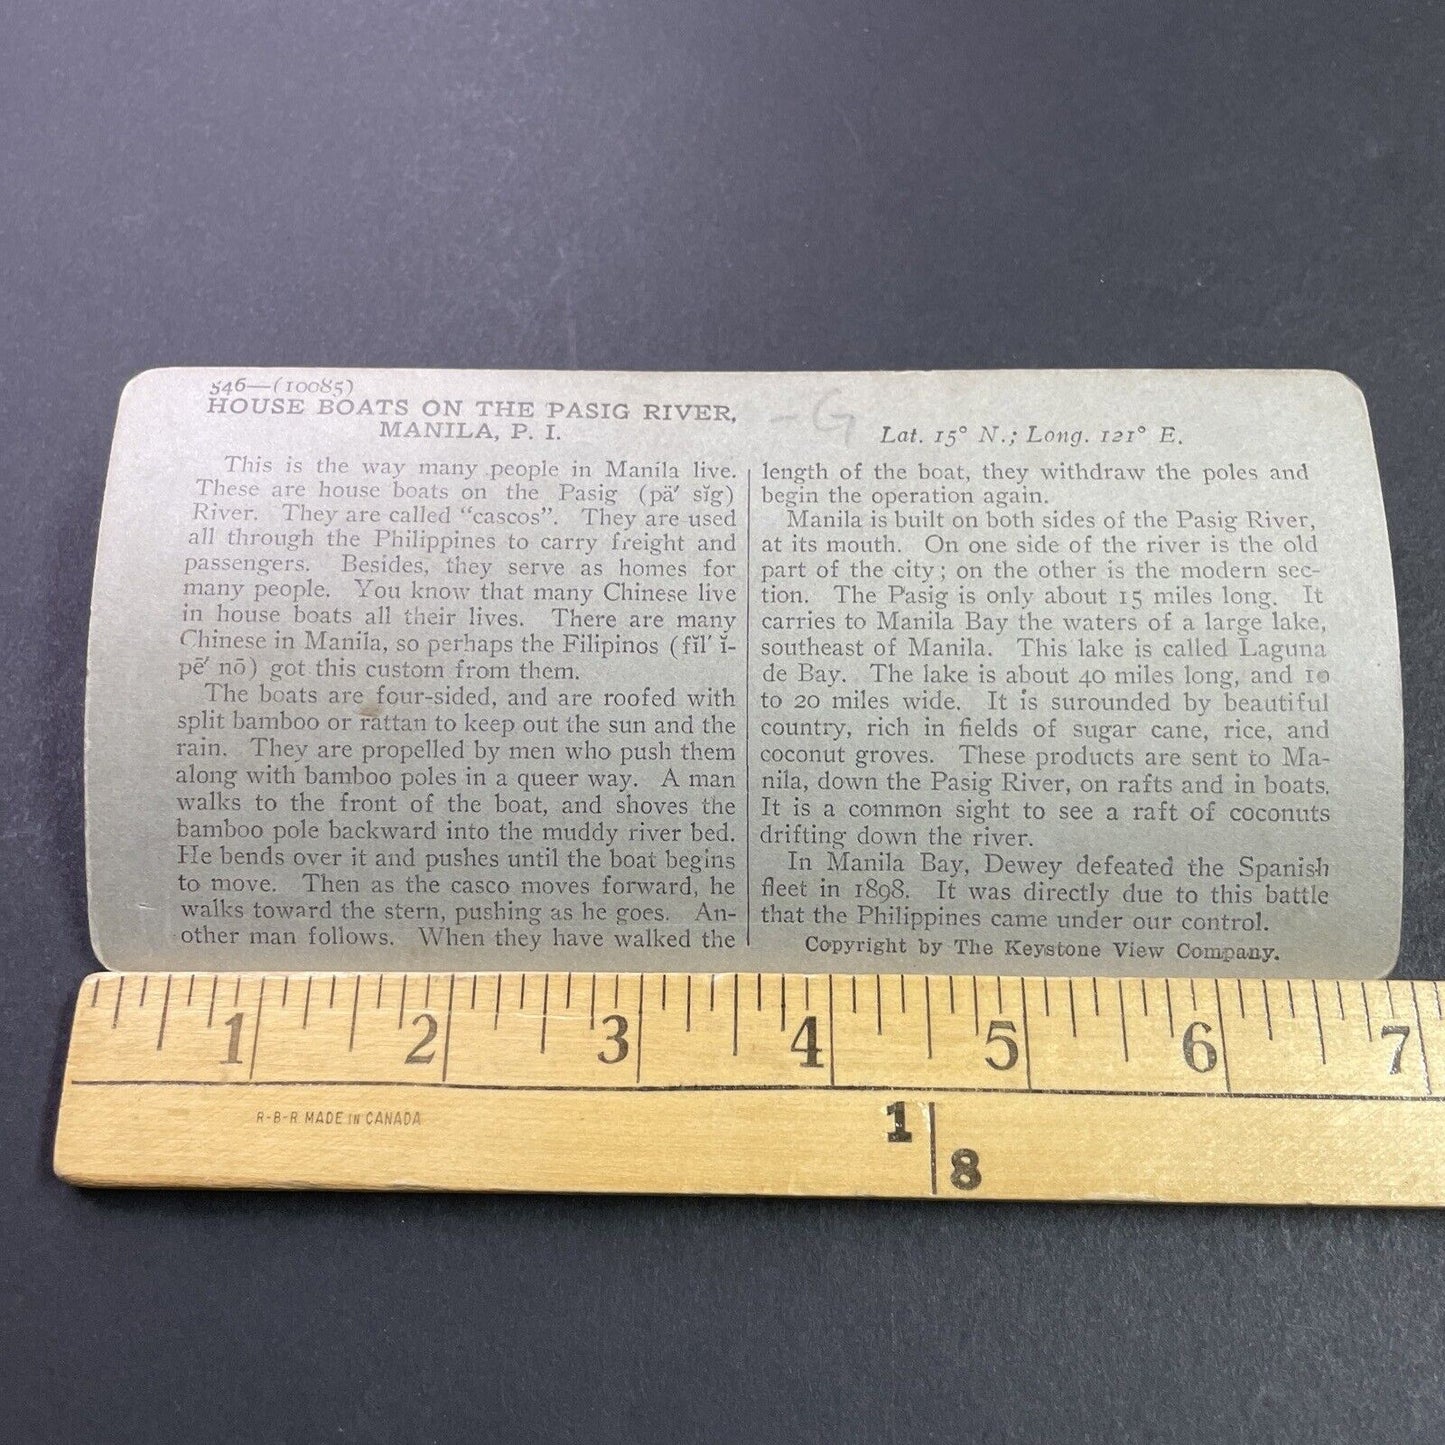 546—(10085)
HOUSE BOATS ON THE PASIG RIVER,
MANILA, P. I.
This is the way many people in Manila live.
These are house boats on the Pasig (pä′ sĭg)
River. They are called “cascos”. They are used
all through the Philippines to carry freight and
passengers. Besides, they serve as homes for
many people. You know that many Chinese live
in house boats all their lives. There are many
Chinese in Manila, so perhaps the Filipinos (fĭl′ ĭ-
pē′ nō) got this custom from them.
The boats are four-sided, and are roofed with
split bamboo or rattan to keep out the sun and the
rain. They are propelled by men who push them
along with bamboo poles in a queer way. A man
walks to the front of the boat, and shoves the
bamboo pole backward into the muddy river bed.
He bends over it and pushes until the boat begins
to move. Then as the casco moves forward, he
walks toward the stern, pushing as he goes. An-
other man follows. When they have walked the
-G
Lat. 15° N.; Long. 121° E.
length of the boat, they withdraw the poles and
begin the operation again.
Manila is built on both sides of the Pasig River,
at its mouth. On one side of the river is the old
part of the city; on the other is the modern sec-
tion. The Pasig is only about 15 miles long. It
carries to Manila Bay the waters of a large lake,
southeast of Manila. This lake is called Laguna
de Bay. The lake is about 40 miles long, and 10
to 20 miles wide. It is surounded by beautiful
country, rich in fields of sugar cane, rice, and
coconut groves. These products are sent to Ma-
nila, down the Pasig River, on rafts and in boats.
It is a common sight to see a raft of coconuts
drifting down the river.
In Manila Bay, Dewey defeated the Spanish
fleet in 1898. It was directly due to this battle
that the Philippines came under our control.
Copyright by The Keystone View Company.
1 2 3 4 5 6 7
R-B-R MADE IN CANADA
1
8